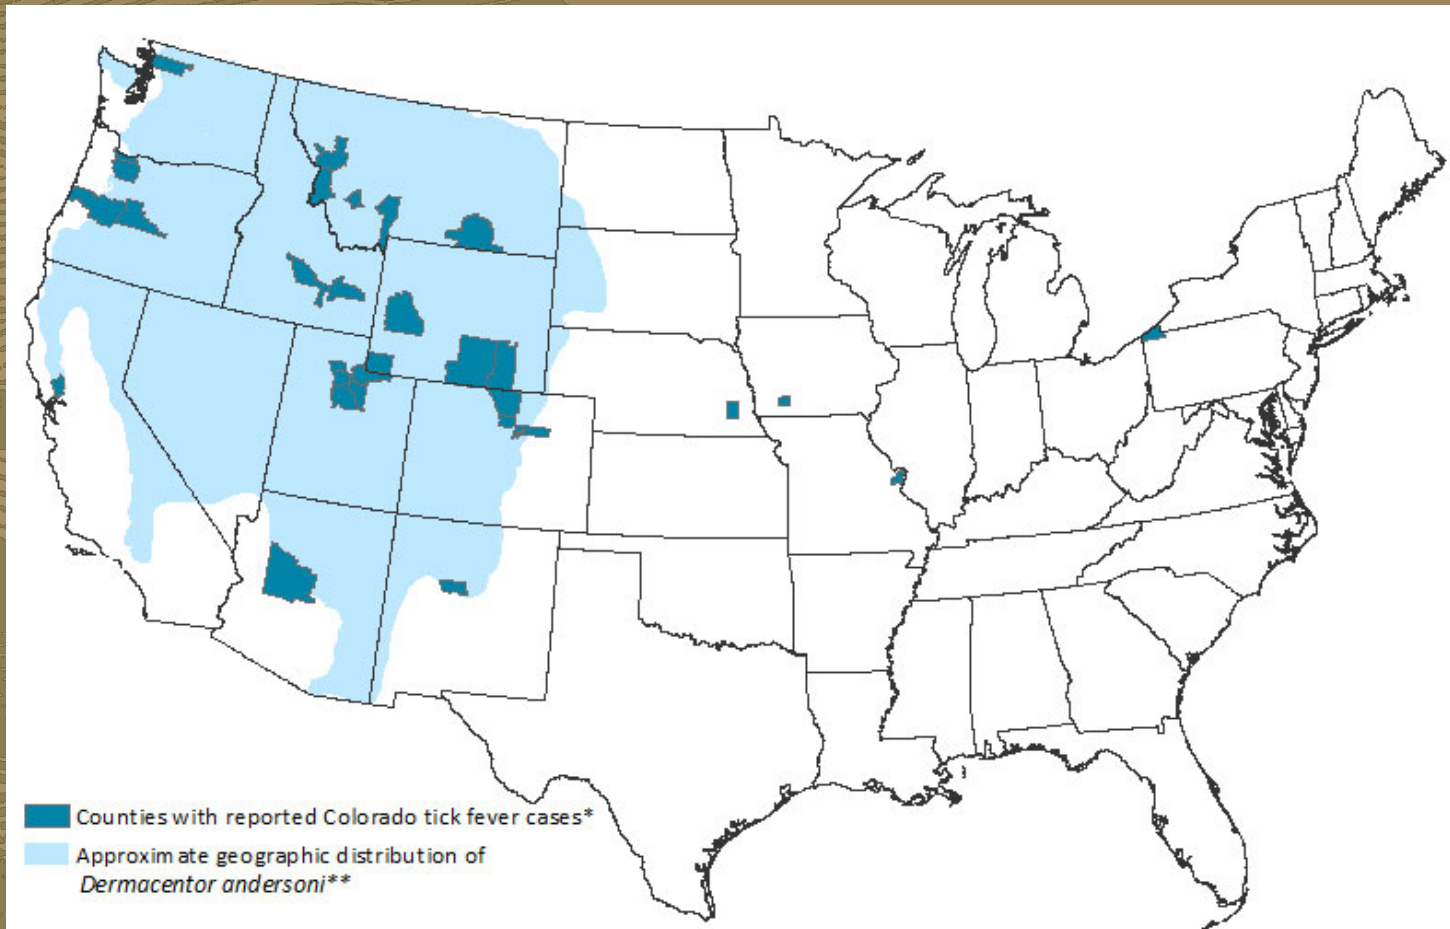 Counties with reported Colorado tick fever cases*
Approximate geographic distribution of
Dermacentor andersoni**